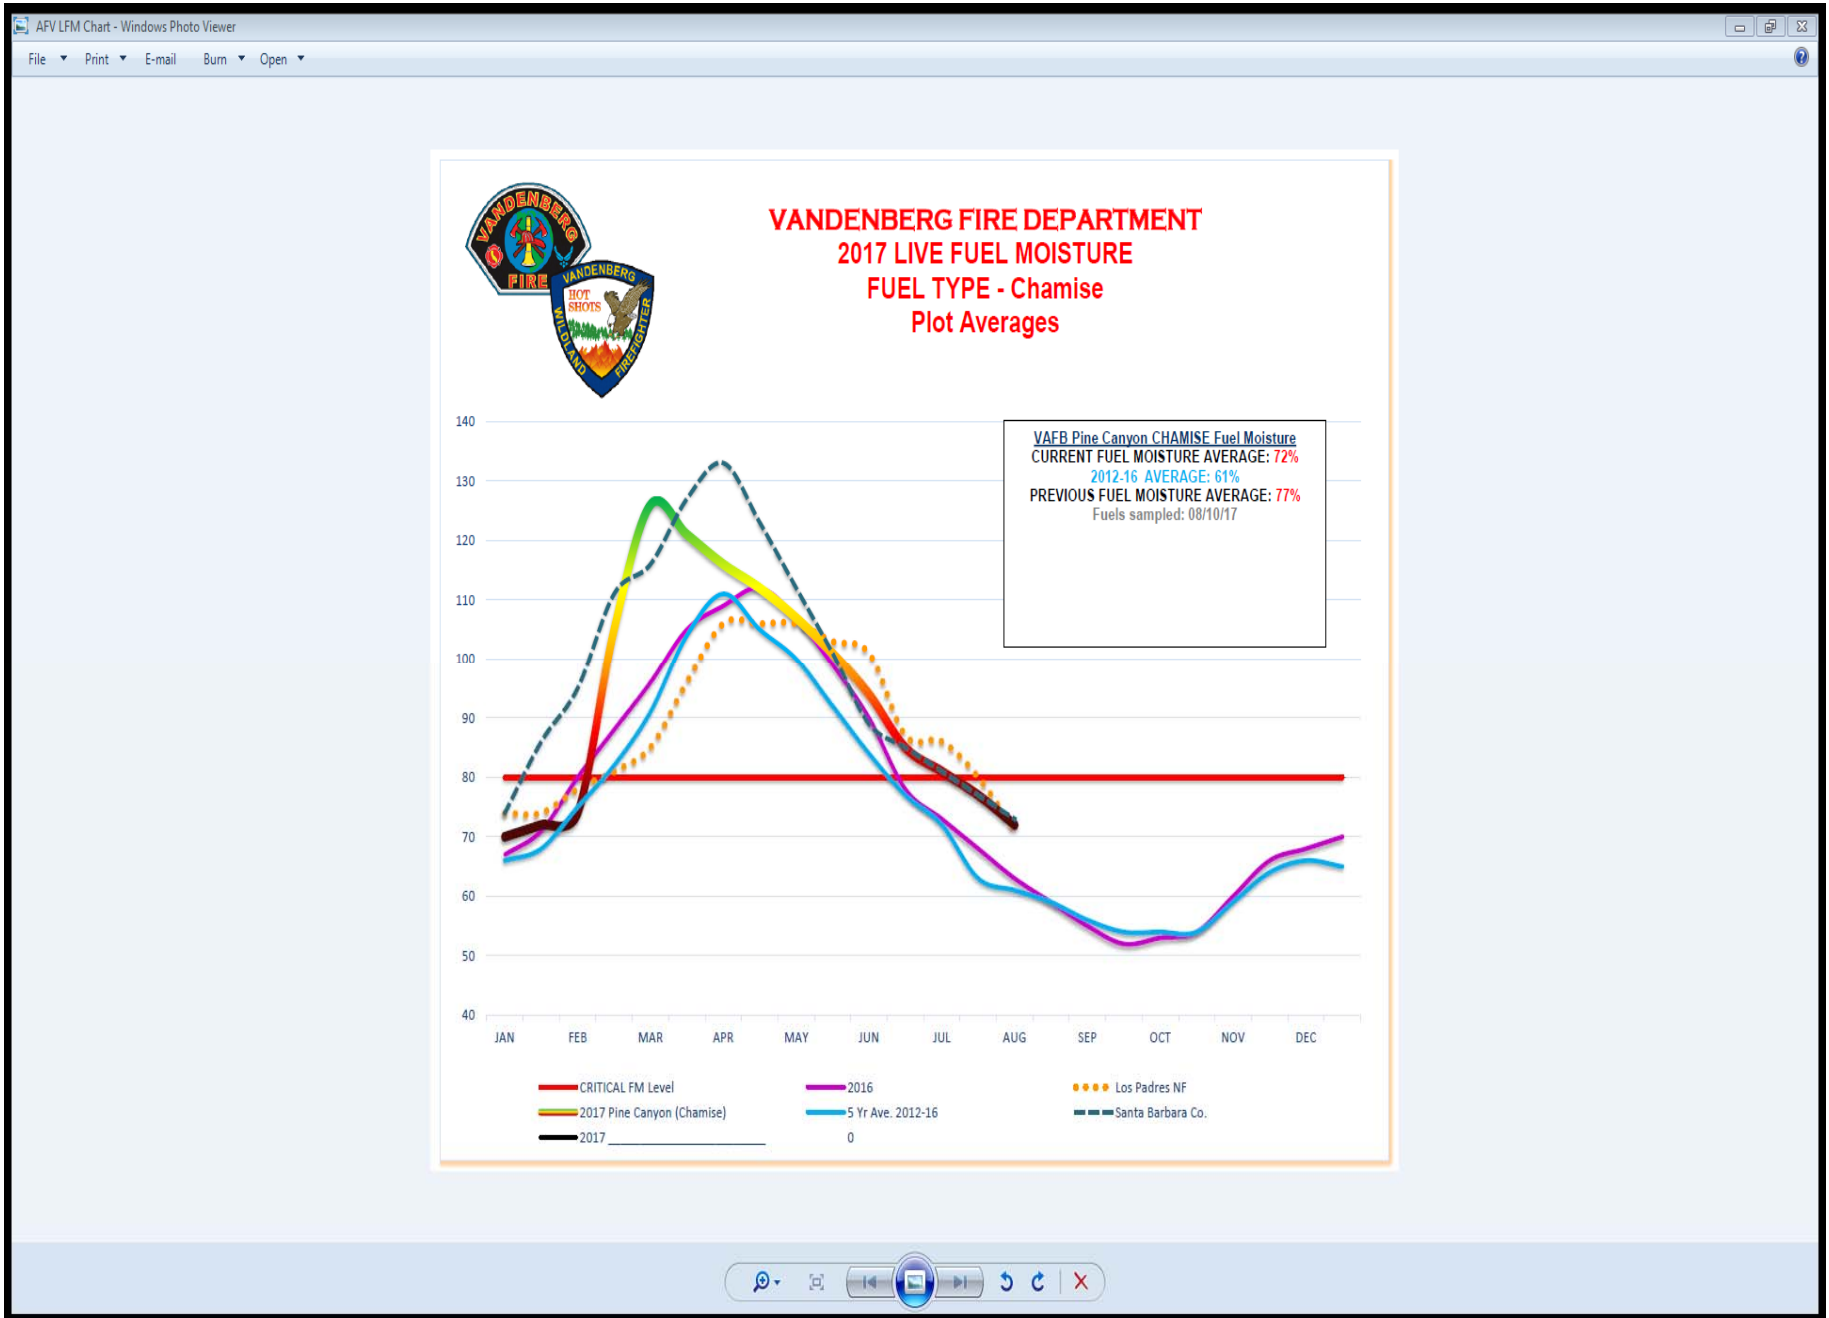 AFV LFM Chart - Windows Photo Viewer
File Print E-mail Burn Open
VANDENBERG
FIRE
VANDENBERG
HOT
SHOTS
WILDLAND
FIREFIGHTER
VANDENBERG FIRE DEPARTMENT
2017 LIVE FUEL MOISTURE
FUEL TYPE - Chamise
Plot Averages
VAFB Pine Canyon CHAMISE Fuel Moisture
CURRENT FUEL MOISTURE AVERAGE: 72%
2012-16 AVERAGE: 61%
PREVIOUS FUEL MOISTURE AVERAGE: 77%
Fuels sampled: 08/10/17
140
130
120
110
100
90
80
70
60
50
40
JAN FEB MAR APR MAY JUN JUL AUG SEP OCT NOV DEC
CRITICAL FM Level 2016 Los Padres NF
2017 Pine Canyon (Chamise) 5 Yr Ave. 2012-16 Santa Barbara Co.
2017 ________________________ 0